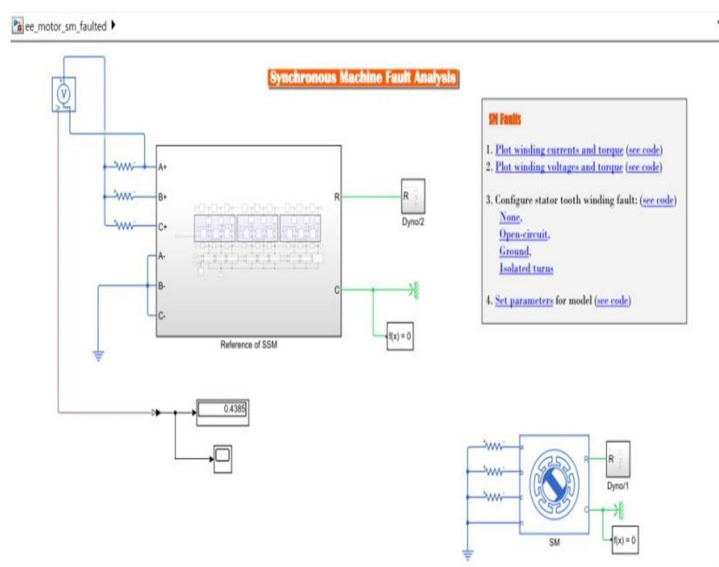 ee_motor_sm_faulted
Synchronous Machine Fault Analysis
V
A+
B+
C+
A-
B-
C-
R
C
R
Dyno/2
f(x) = 0
Reference of SSM
0.4385
SM Faults
1. Plot winding currents and torque (see code)
2. Plot winding voltages and torque (see code)
3. Configure stator tooth winding fault: (see code)
None,
Open-circuit,
Ground,
Isolated turns
4. Set parameters for model (see code)
R
C
R
Dyno/1
SM
f(x) = 0